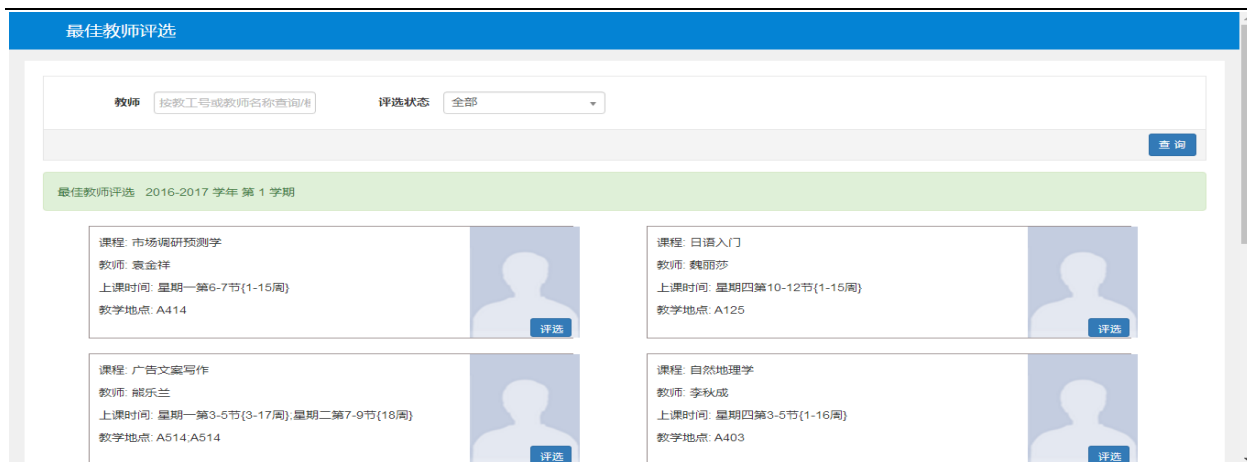 最佳教师评选
教师 按教工号或教师名称查询/ 评选状态 全部
查 询
最佳教师评选 2016-2017 学年 第 1 学期
课程: 市场调研预测学
教师: 袁金祥
上课时间: 星期一第6-7节{1-15周}
教学地点: A414
评选
课程: 日语入门
教师: 魏丽莎
上课时间: 星期四第10-12节{1-15周}
教学地点: A125
评选
课程: 广告文案写作
教师: 熊乐兰
上课时间: 星期一第3-5节{3-17周};星期二第7-9节{18周}
教学地点: A514;A514
评选
课程: 自然地理学
教师: 李秋成
上课时间: 星期四第3-5节{1-16周}
教学地点: A403
评选